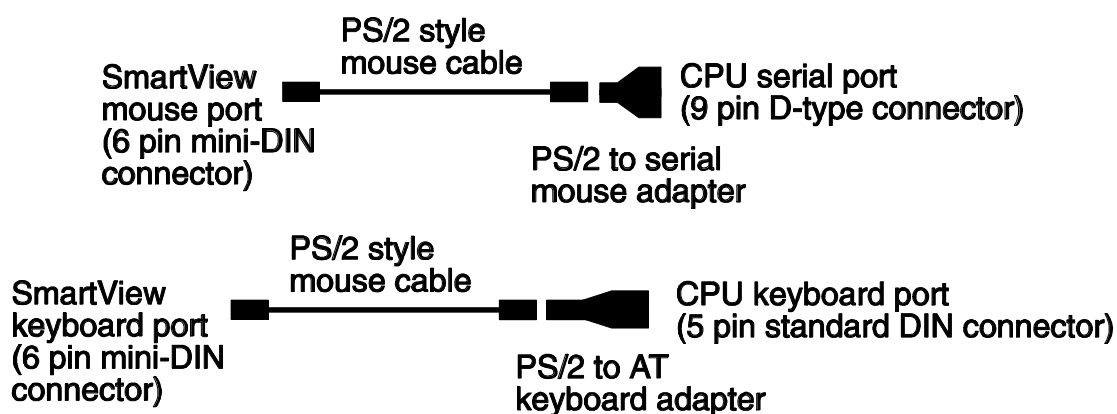 PS/2 style
mouse cable
SmartView
mouse port
(6 pin mini-DIN
connector)
CPU serial port
(9 pin D-type connector)
PS/2 to serial
mouse adapter
PS/2 style
mouse cable
SmartView
keyboard port
(6 pin mini-DIN
connector)
CPU keyboard port
(5 pin standard DIN connector)
PS/2 to AT
keyboard adapter